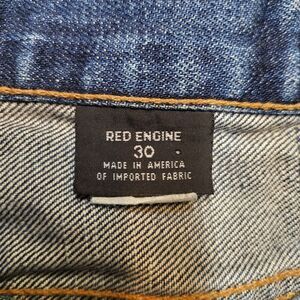 RED ENGINE
30
MADE IN AMERICA
OF IMPORTED FABRIC